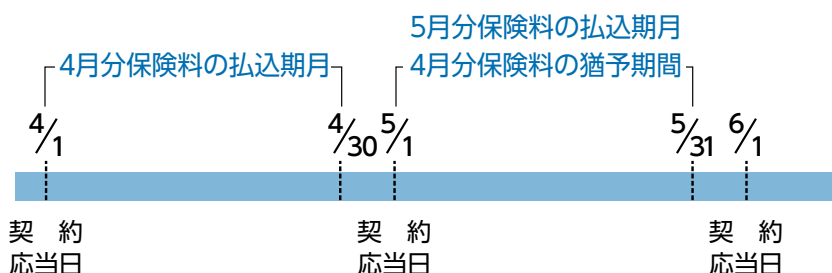 5月分保険料の払込期月
4月分保険料の払込期月
4月分保険料の猶予期間
4/1
4/30
5/1
5/31
6/1
契 約
応当日
契 約
応当日
契 約
応当日